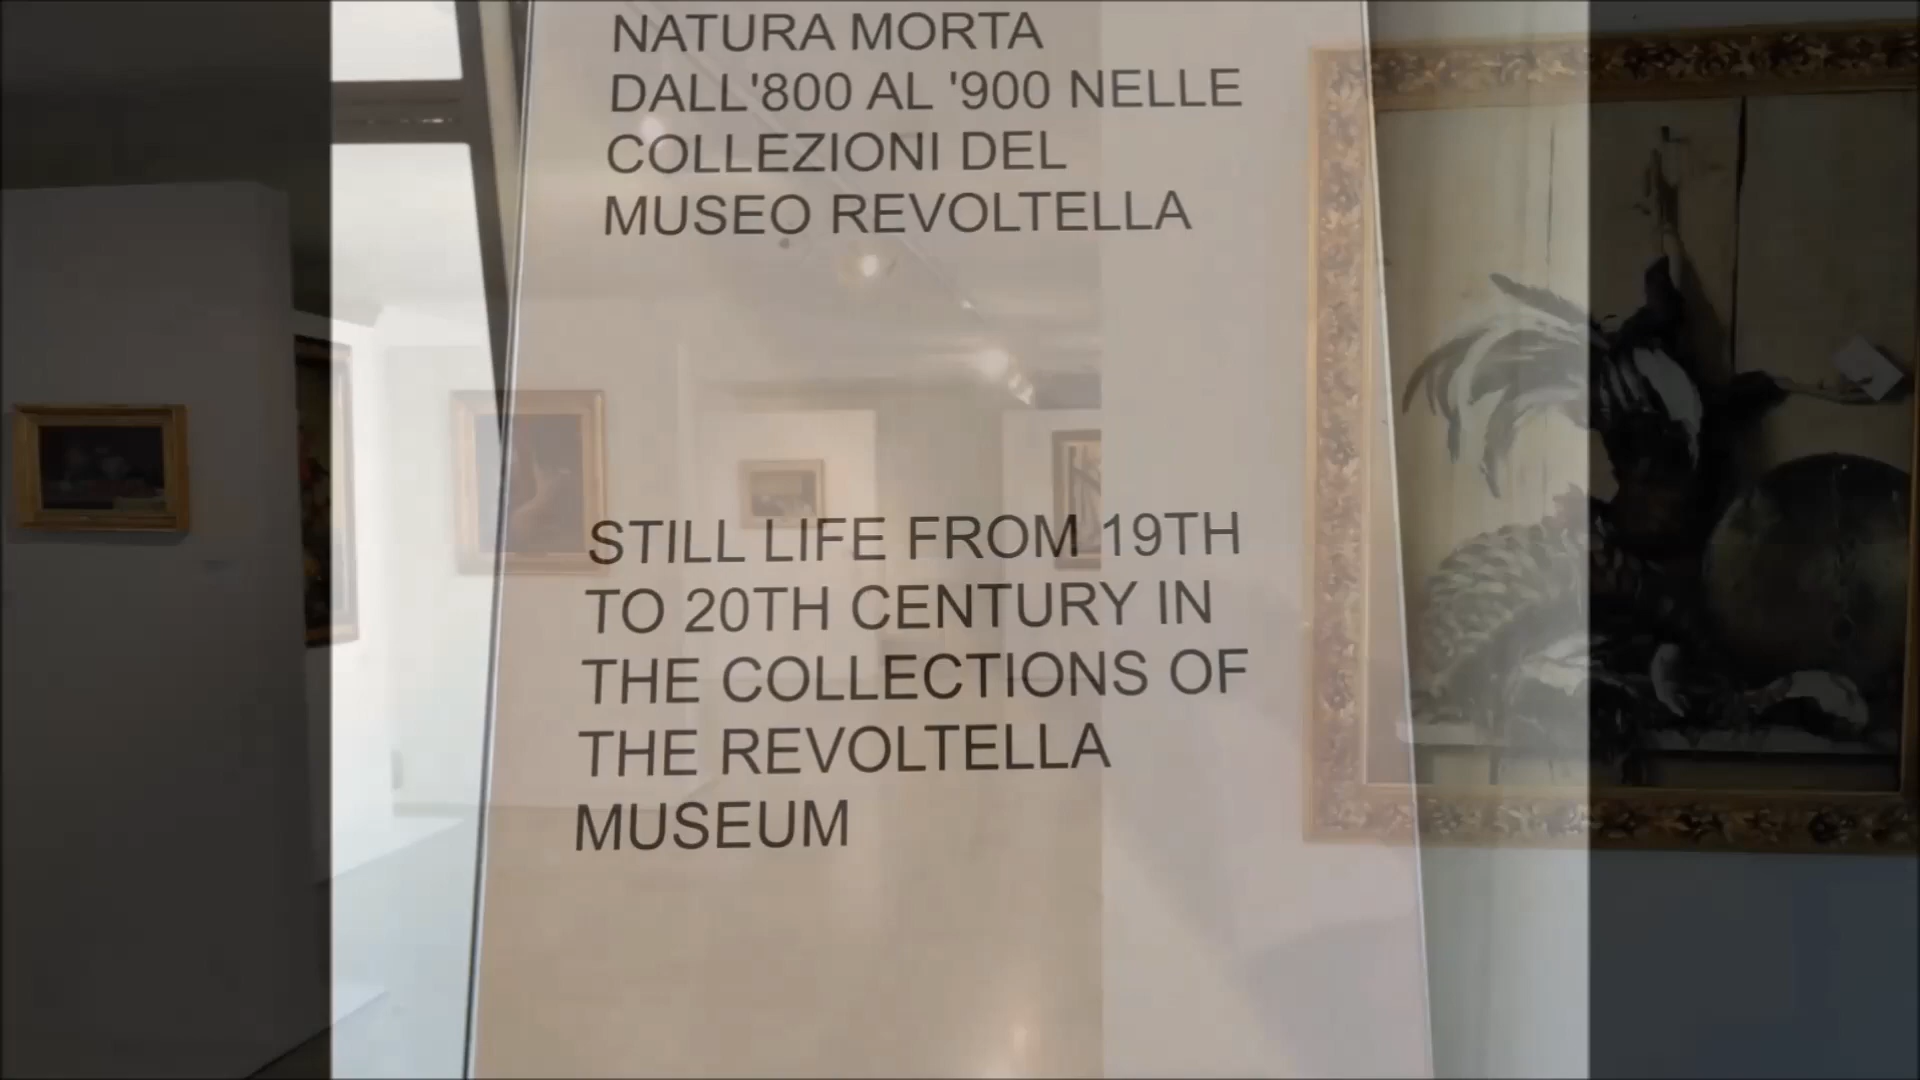 NATURA MORTA
DALL'800 AL '900 NELLE
COLLEZIONI DEL
MUSEO REVOLTELLA
STILL LIFE FROM 19TH
TO 20TH CENTURY IN
THE COLLECTIONS OF
THE REVOLTELLA
MUSEUM